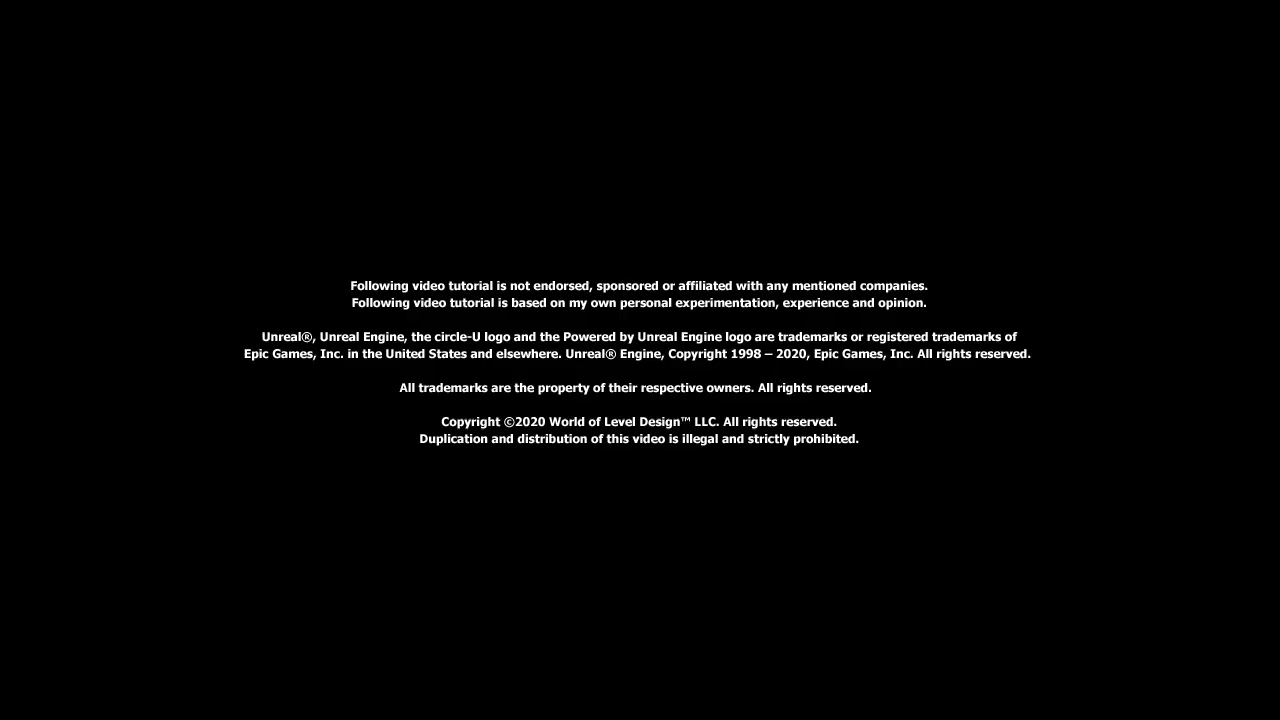 Following video tutorial is not endorsed, sponsored or affiliated with any mentioned companies.
Following video tutorial is based on my own personal experimentation, experience and opinion.
Unreal®, Unreal Engine, the circle-U logo and the Powered by Unreal Engine logo are trademarks or registered trademarks of
Epic Games, Inc. in the United States and elsewhere. Unreal® Engine, Copyright 1998 – 2020, Epic Games, Inc. All rights reserved.
All trademarks are the property of their respective owners. All rights reserved.
Copyright ©2020 World of Level Design™ LLC. All rights reserved.
Duplication and distribution of this video is illegal and strictly prohibited.